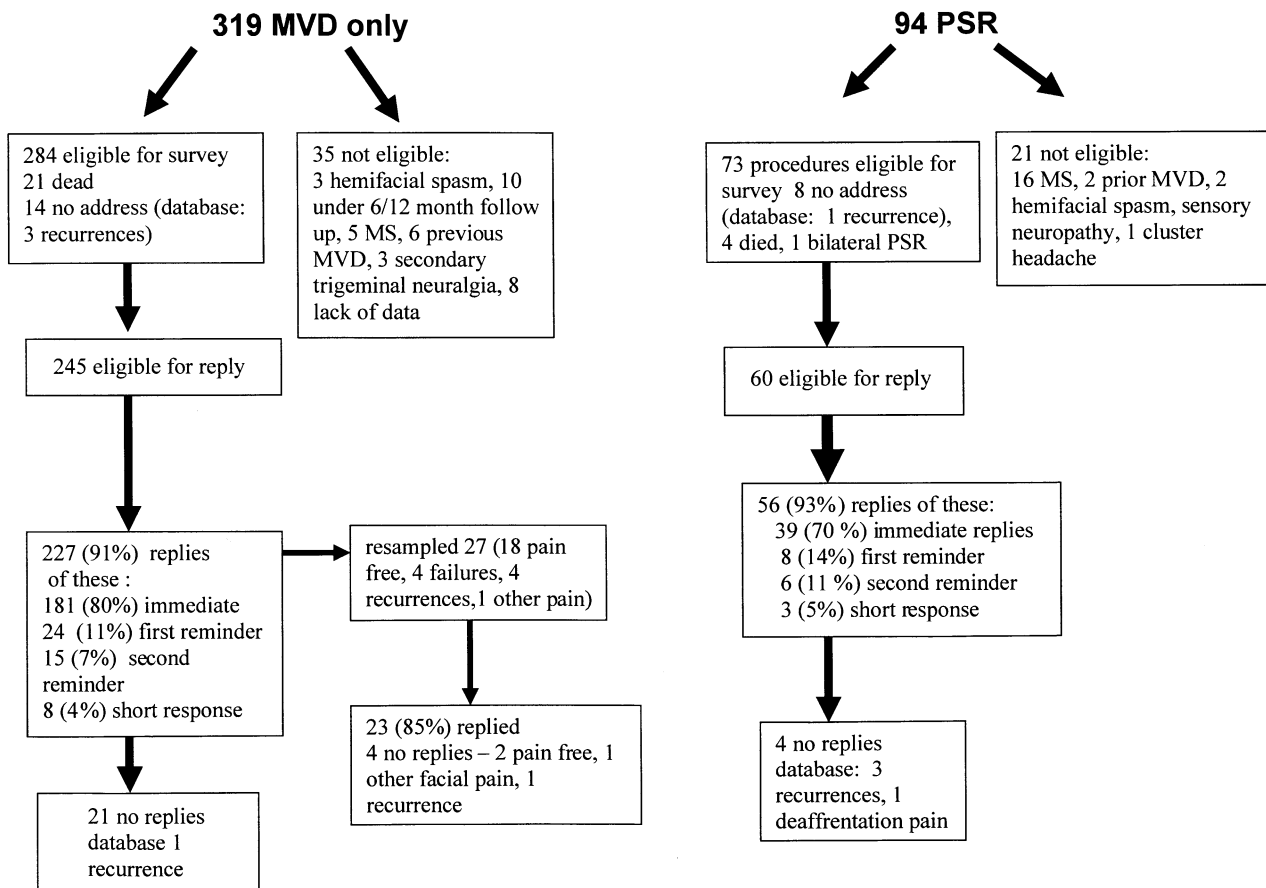 319 MVD only
284 eligible for survey
21 dead
14 no address (database:
3 recurrences)
35 not eligible:
3 hemifacial spasm, 10
under 6/12 month follow
up, 5 MS, 6 previous
MVD, 3 secondary
trigeminal neuralgia, 8
lack of data
245 eligible for reply
227 (91%) replies
of these :
181 (80%) immediate
24 (11%) first reminder
15 (7%) second
reminder
8 (4%) short response
resampled 27 (18 pain
free, 4 failures, 4
recurrences,1 other pain)
23 (85%) replied
4 no replies – 2 pain free, 1
other facial pain, 1
recurrence
21 no replies
database 1
recurrence
94 PSR
73 procedures eligible for
survey 8 no address
(database: 1 recurrence),
4 died, 1 bilateral PSR
21 not eligible:
16 MS, 2 prior MVD, 2
hemifacial spasm, sensory
neuropathy, 1 cluster
headache
60 eligible for reply
56 (93%) replies of these:
39 (70 %) immediate replies
8 (14%) first reminder
6 (11 %) second reminder
3 (5%) short response
4 no replies
database: 3
recurrences, 1
deaffrentation pain